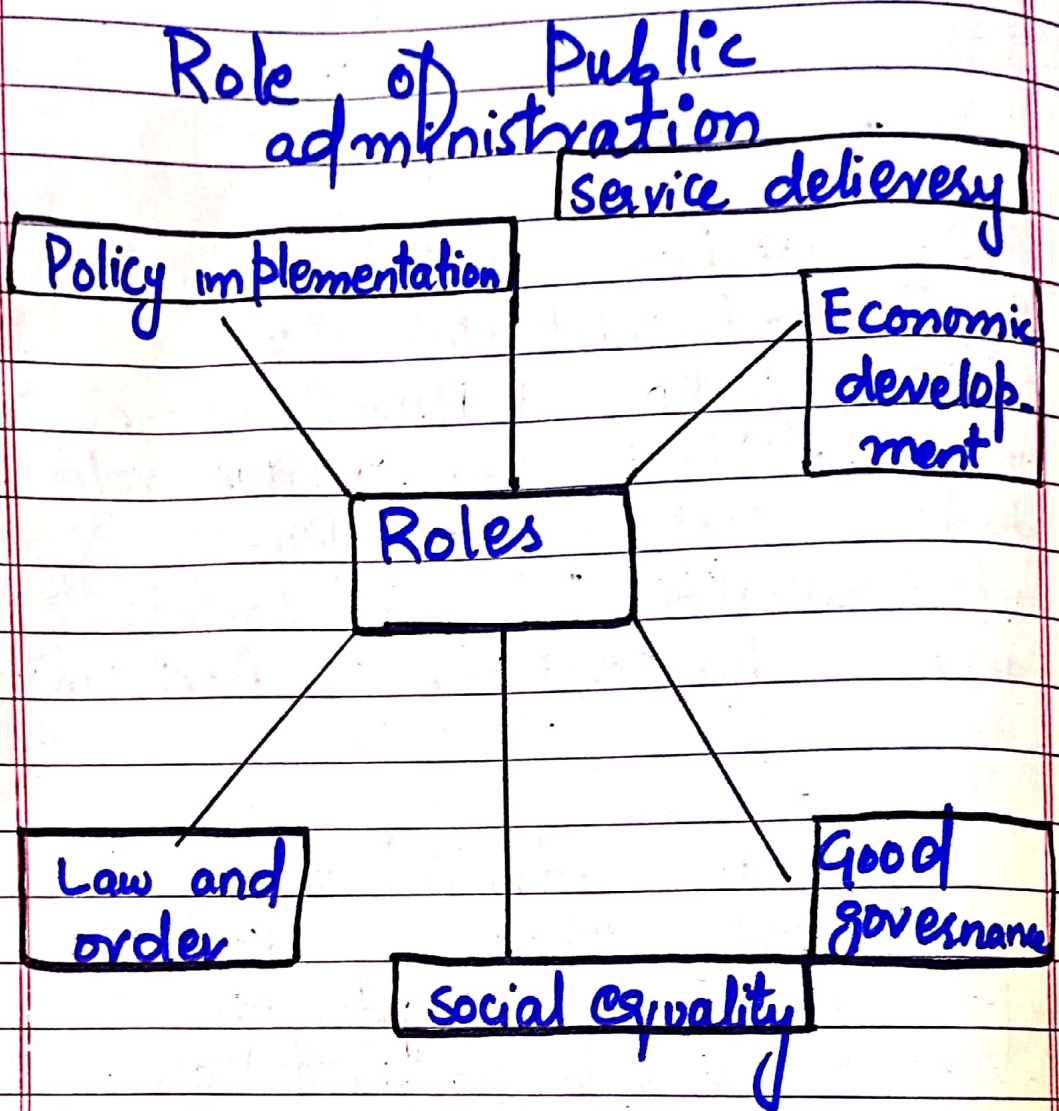 Role of Public
administration
service delievery
Policy implementation
Economic
develop-
ment
Roles
Law and
order
Good
governance
social equality